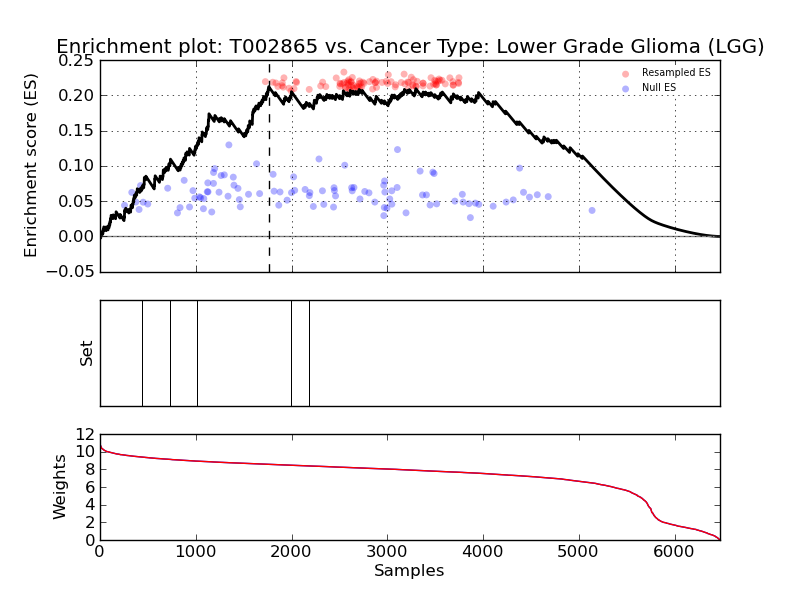 Enrichment plot: T002865 vs. Cancer Type: Lower Grade Glioma (LGG)
0.25
0.20
0.15
0.10
0.05
0.00
−0.05
Enrichment score (ES)
Resampled ES
Null ES
Set
12
10
8
6
4
2
0
Weights
0 1000 2000 3000 4000 5000 6000
Samples